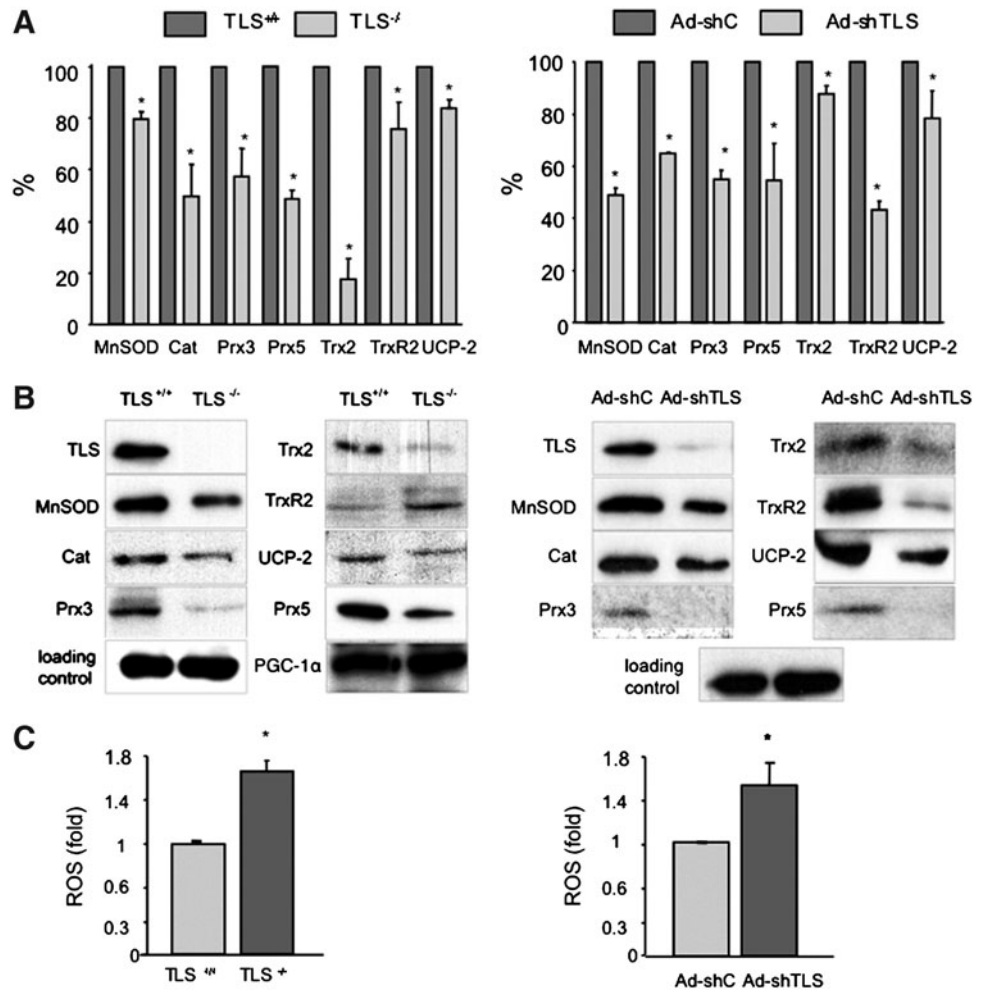 A
TLS+/+ TLS-/-
Ad-shC Ad-shTLS
100
80
60
40
20
0
%
MnSOD Cat Prx3 Prx5 Trx2 TrxR2 UCP-2
* * * * * * *
100
80
60
40
20
0
%
MnSOD Cat Prx3 Prx5 Trx2 TrxR2 UCP-2
* * * * * * *
B
TLS+/+ TLS-/-
TLS
MnSOD
Cat
Prx3
loading
control
TLS+/+ TLS-/-
Trx2
TrxR2
UCP-2
Prx5
PGC-1α
Ad-shC Ad-shTLS
TLS
MnSOD
Cat
Prx3
Ad-shC Ad-shTLS
Trx2
TrxR2
UCP-2
Prx5
loading
control
C
ROS (fold)
1.8
1.4
1
0.6
0.3
0
*
TLS +/+ TLS -/-
ROS (fold)
1.8
1.4
1
0.6
0.3
0
*
Ad-shC Ad-shTLS